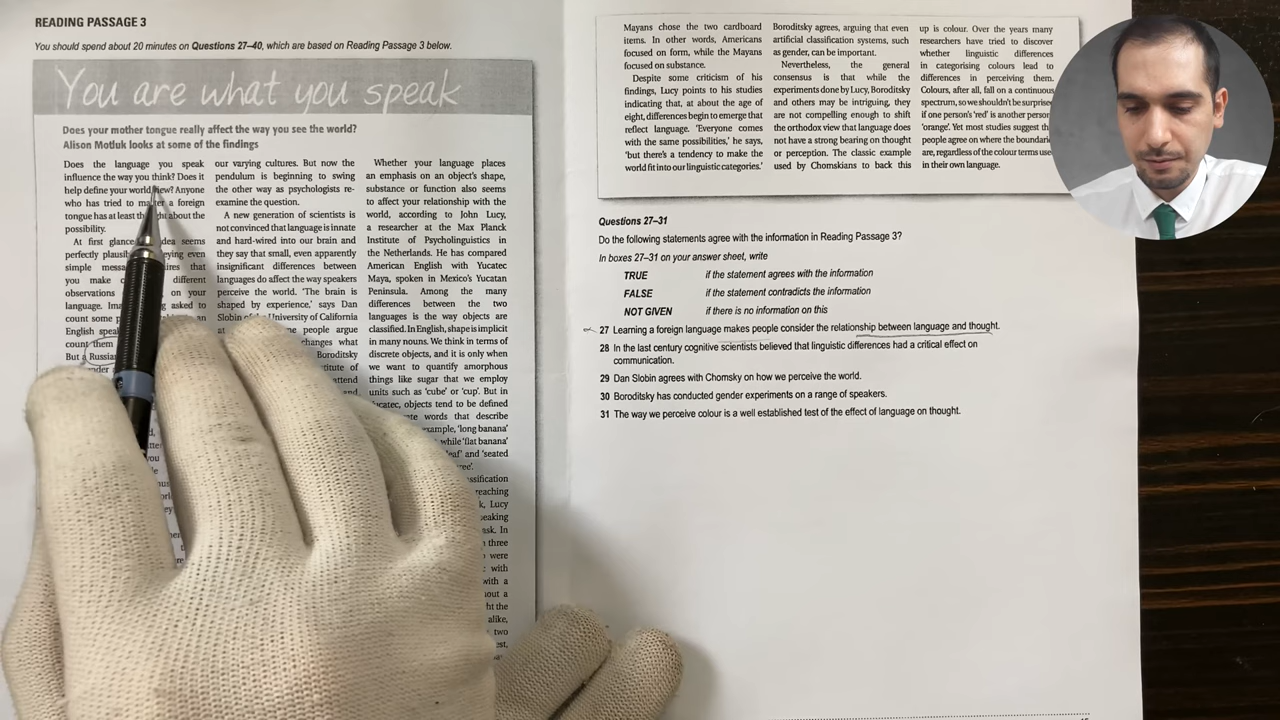 READING PASSAGE 3
You should spend about 20 minutes on Questions 27–40, which are based on Reading Passage 3 below.
You are what you speak
Does your mother tongue really affect the way you see the world?
Alison Motluk looks at some of the findings
Does the language you speak
influence the way you think? Does it
help define your world view? Anyone
who has tried to master a foreign
tongue has at least the about the
possibility.
At first glance idea seems
perfectly
simple that
you make different
observations on your
language. asked to
count some an
English
count them
But a Russian
our varying cultures. But now the
pendulum is beginning to swing
the other way as psychologists re-
examine the question.
A new generation of scientists is
not convinced that language is innate
and hard-wired into our brain and
they say that small, even apparently
insignificant differences between
languages do affect the way speakers
perceive the world. 'The brain is
shaped by experience,' says Dan
Slobin of University of California
people argue
changes what
Boroditsky
Whether your language places
an emphasis on an object's shape,
substance or function also seems
to affect your relationship with the
world, according to John Lucy,
a researcher at the Max Planck
Institute of Psycholinguistics in
the Netherlands. He has compared
American English with Yucatec
Maya, spoken in Mexico's Yucatan
Peninsula. Among the many
differences between the two
languages is the way objects are
classified. In English, shape is implicit
in many nouns. We think in terms of
discrete objects, and it is only when
we want to quantify amorphous
things like sugar that we employ
units such as 'cube' or 'cup'. But in
objects tend to be defined
words that describe
'long banana'
while 'flat banana'
and 'seated
Lucy
In
three
were
with
with a
the
alike,
two
Mayans chose the two cardboard
items. In other words, Americans
focused on form, while the Mayans
focused on substance.
Despite some criticism of his
findings, Lucy points to his studies
indicating that, at about the age of
eight, differences begin to emerge that
reflect language. 'Everyone comes
with the same possibilities,' he says,
'but there's a tendency to make the
world fit into our linguistic categories.'
Boroditsky agrees, arguing that even
artificial classification systems, such
as gender, can be important.
Nevertheless, the general
consensus is that while the
experiments done by Lucy, Boroditsky
and others may be intriguing, they
are not compelling enough to shift
the orthodox view that language does
not have a strong bearing on thought
or perception. The classic example
used by Chomskians to back this
up is colour. Over the years many
researchers have tried to discover
whether linguistic differences
in categorising colours lead to
differences in perceiving them.
Colours, after all, fall on a continuous
spectrum, so we shouldn't be
if one person's 'red' is another
'orange'. Yet most studies suggest
people agree on where the
are, regardless of the colour terms
in their own language.
Questions 27–31
Do the following statements agree with the information in Reading Passage 3?
In boxes 27–31 on your answer sheet, write
TRUE if the statement agrees with the information
FALSE if the statement contradicts the information
NOT GIVEN if there is no information on this
27 Learning a foreign language makes people consider the relationship between language and thought.
28 In the last century cognitive scientists believed that linguistic differences had a critical effect on
communication.
29 Dan Slobin agrees with Chomsky on how we perceive the world.
30 Boroditsky has conducted gender experiments on a range of speakers.
31 The way we perceive colour is a well established test of the effect of language on thought.